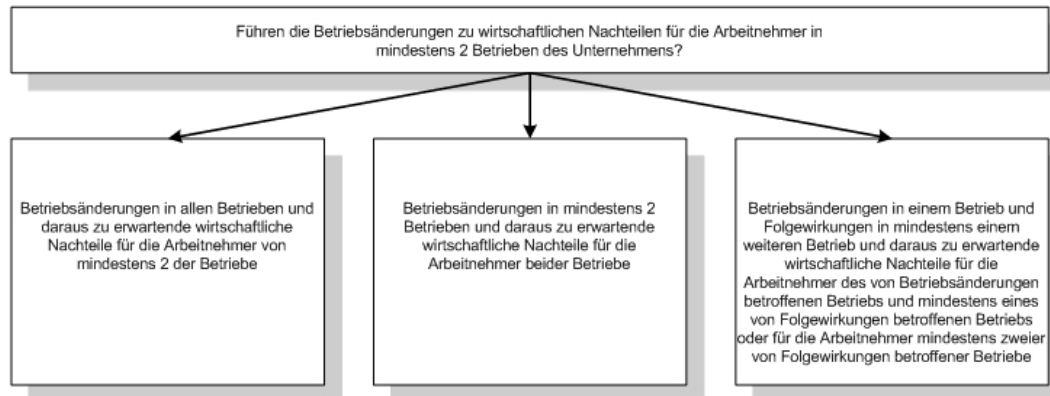 Führen die Betriebsänderungen zu wirtschaftlichen Nachteilen für die Arbeitnehmer in
mindestens 2 Betrieben des Unternehmens?
Betriebsänderungen in allen Betrieben und
daraus zu erwartende wirtschaftliche
Nachteile für die Arbeitnehmer von
mindestens 2 der Betriebe
Betriebsänderungen in mindestens 2
Betrieben und daraus zu erwartende
wirtschaftliche Nachteile für die
Arbeitnehmer beider Betriebe
Betriebsänderungen in einem Betrieb und
Folgewirkungen in mindestens einem
weiteren Betrieb und daraus zu erwartende
wirtschaftliche Nachteile für die
Arbeitnehmer des von Betriebsänderungen
betroffenen Betriebs und mindestens eines
von Folgewirkungen betroffenen Betriebs
oder für die Arbeitnehmer mindestens zweier
von Folgewirkungen betroffener Betriebe